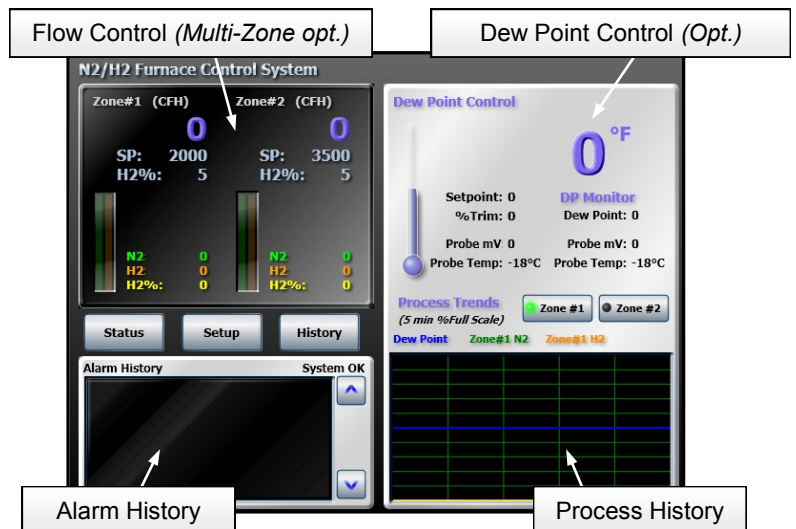 Flow Control (Multi-Zone opt.)
Dew Point Control (Opt.)
N2/H2 Furnace Control System
Zone#1 (CFH) Zone#2 (CFH)
0 0
SP: 2000 SP: 3500
H2%: 5 H2%: 5
N2 0 N2 0
H2 0 H2 0
H2%: 0 H2%: 0
Status Setup History
Alarm History System OK
Dew Point Control
0 °F
Setpoint: 0 DP Monitor
%Trim: 0 Dew Point: 0
Probe mV: 0 Probe mV: 0
Probe Temp: -18°C Probe Temp: -18°C
Process Trends Zone #1 Zone #2
(5 min %Full Scale)
Dew Point Zone#1 N2 Zone#1 H2
Alarm History
Process History